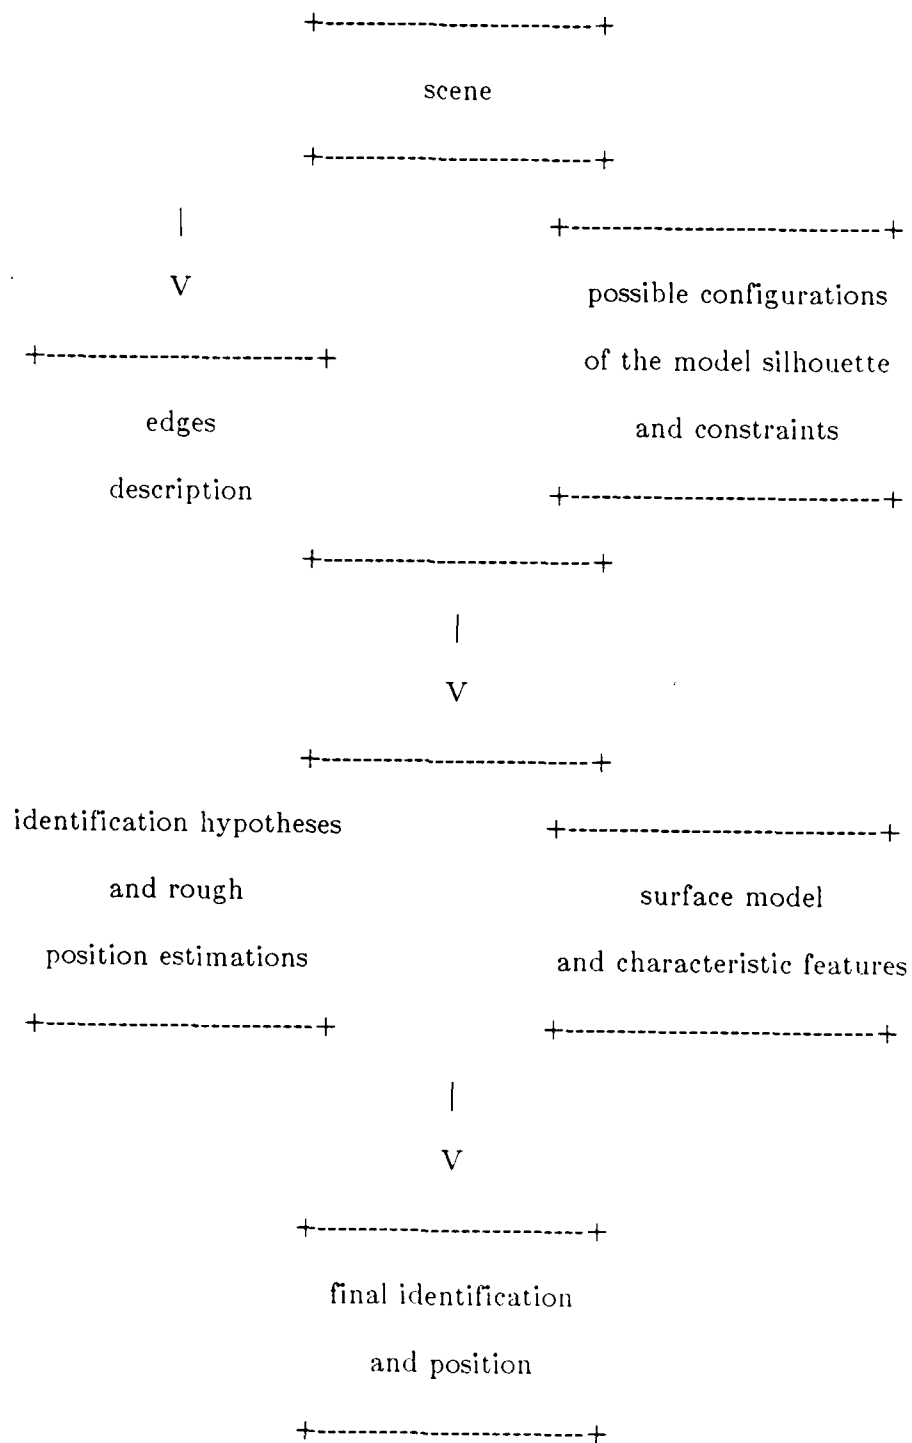 +----------------------------+
scene
+----------------------------+
|
+--------------------------------+
V
possible configurations
+----------------------------+
of the model silhouette
edges
and constraints
description
+--------------------------------+
+----------------------------+
|
V
+----------------------------+
identification hypotheses
+--------------------------------+
and rough
surface model
position estimations
and characteristic features
+----------------------------+
+--------------------------------+
|
V
+----------------------------+
final identification
and position
+----------------------------+